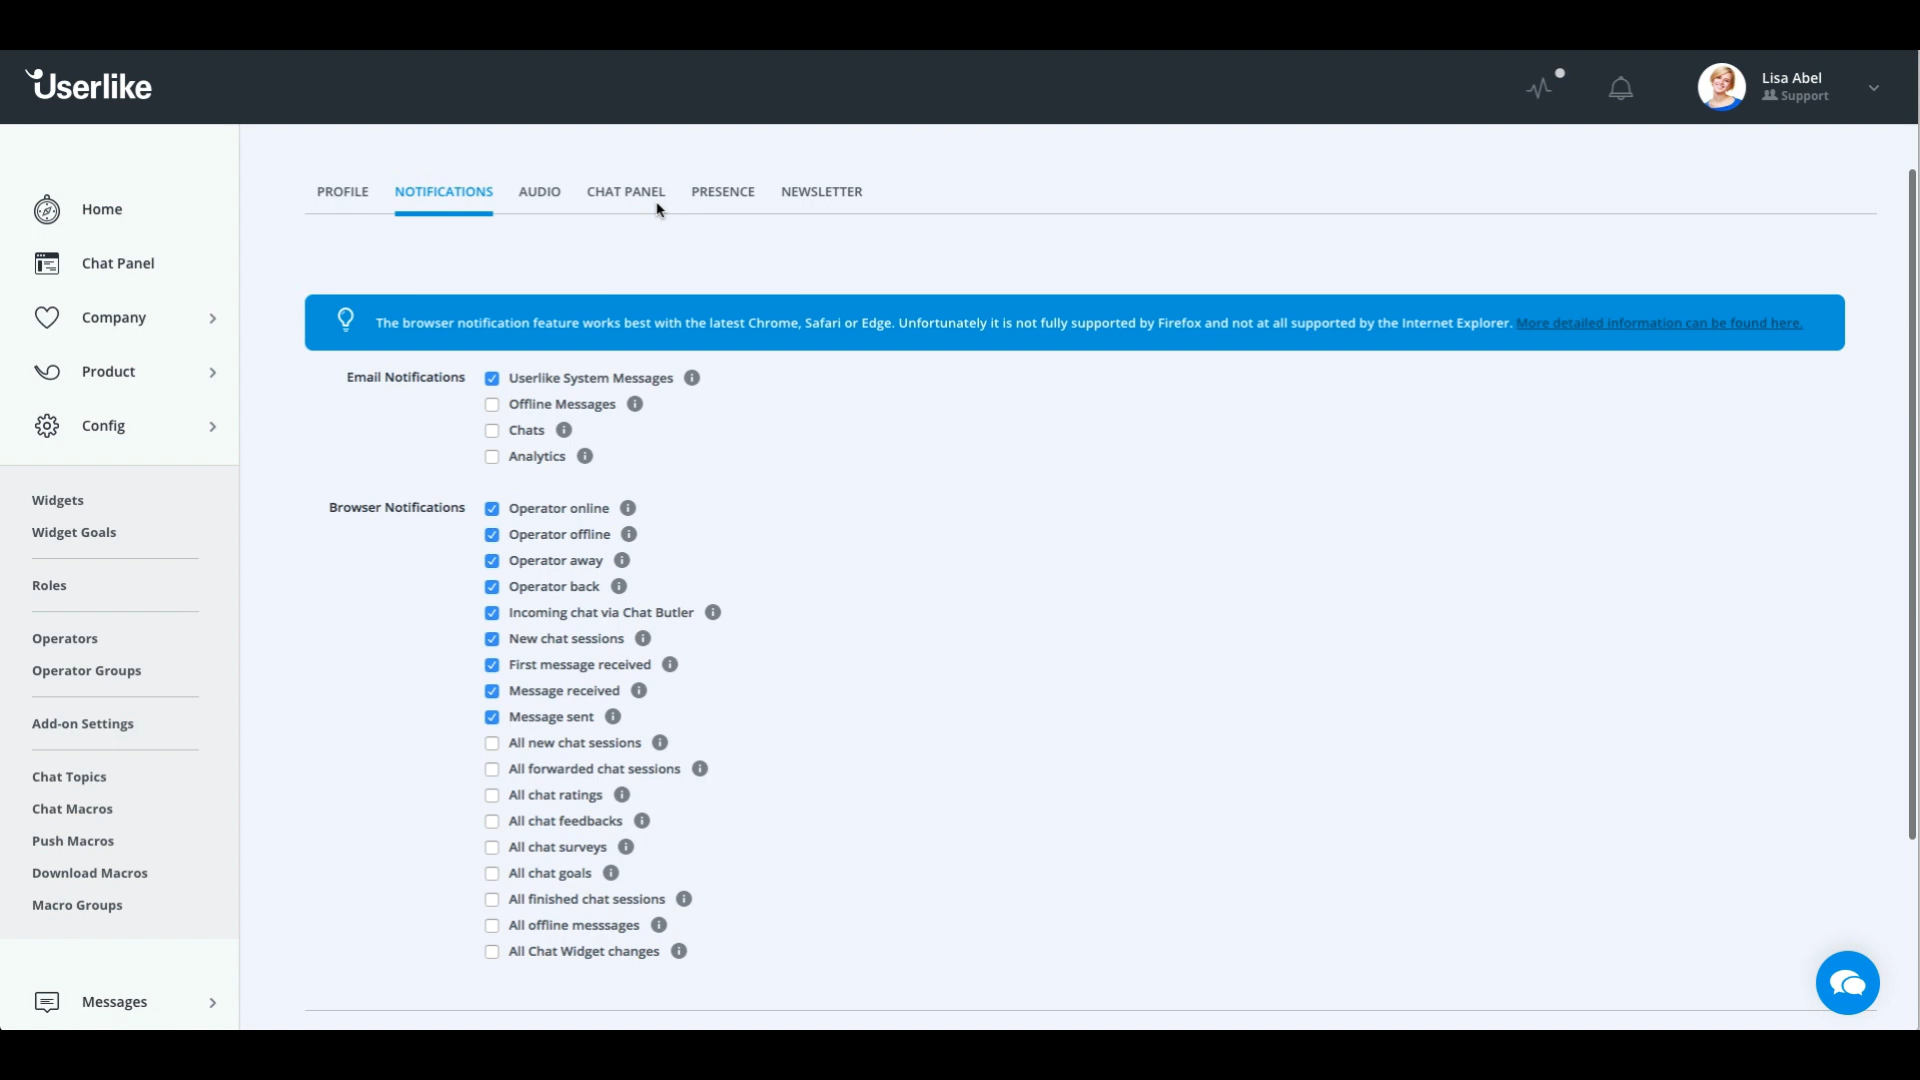 Userlike
Lisa Abel
Support
Home
Chat Panel
Company
Product
Config
Widgets
Widget Goals
Roles
Operators
Operator Groups
Add-on Settings
Chat Topics
Chat Macros
Push Macros
Download Macros
Macro Groups
Messages
PROFILE NOTIFICATIONS AUDIO CHAT PANEL PRESENCE NEWSLETTER
The browser notification feature works best with the latest Chrome, Safari or Edge. Unfortunately it is not fully supported by Firefox and not at all supported by the Internet Explorer. More detailed information can be found here.
Email Notifications Userlike System Messages
Offline Messages
Chats
Analytics
Browser Notifications Operator online
Operator offline
Operator away
Operator back
Incoming chat via Chat Butler
New chat sessions
First message received
Message received
Message sent
All new chat sessions
All forwarded chat sessions
All chat ratings
All chat feedbacks
All chat surveys
All chat goals
All finished chat sessions
All offline messsages
All Chat Widget changes